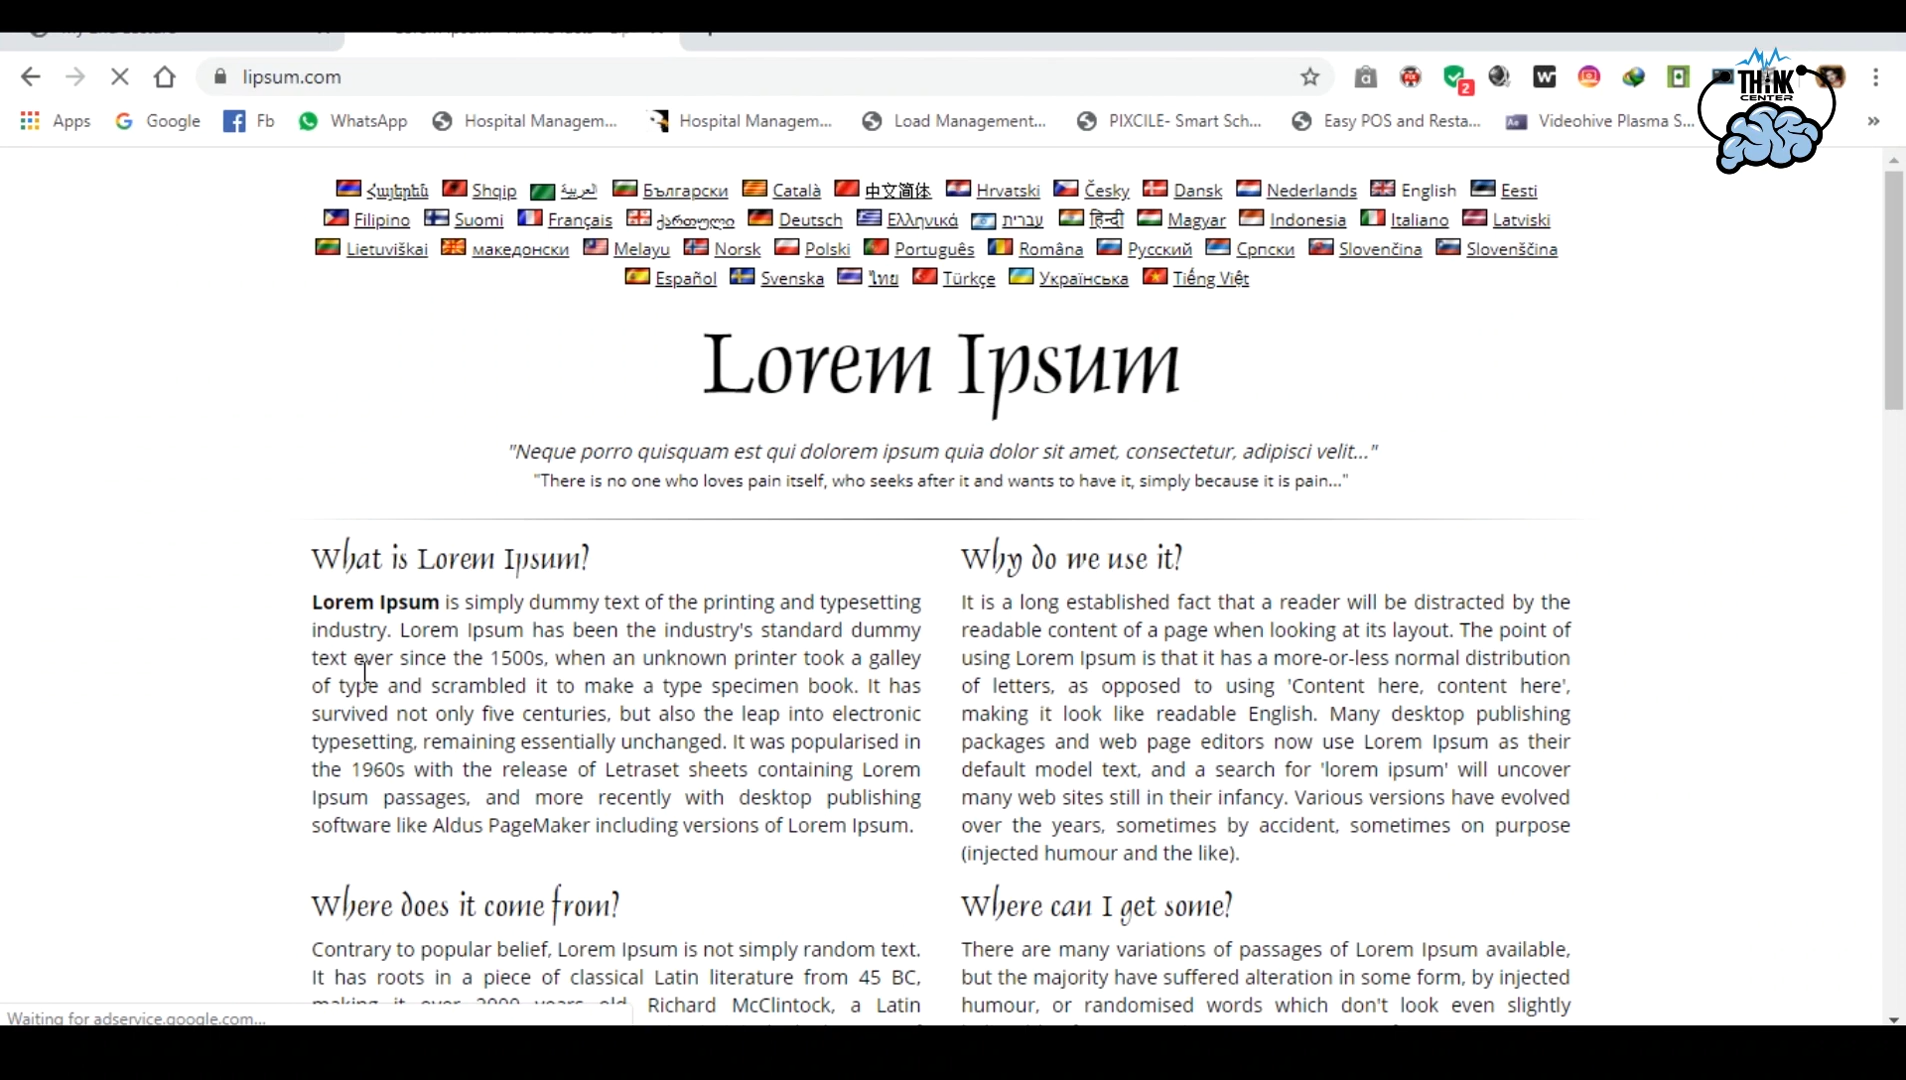 THINK
CENTER
lipsum.com
2
Apps Google Fb WhatsApp Hospital Managem... Hospital Managem... Load Management... PIXCILE- Smart Sch... Easy POS and Resta... Videohive Plasma S... »
Հայերեն Shqip العربية Български Català 中文简体 Hrvatski Česky Dansk Nederlands English Eesti
Filipino Suomi Français ქართული Deutsch Ελληνικά עברית हिन्दी Magyar Indonesia Italiano Latviski
Lietuviškai македонски Melayu Norsk Polski Português Româna Русский Српски Slovenčina Slovenščina
Español Svenska ไทย Türkçe Українська Tiếng Việt
Lorem Ipsum
"Neque porro quisquam est qui dolorem ipsum quia dolor sit amet, consectetur, adipisci velit..."
"There is no one who loves pain itself, who seeks after it and wants to have it, simply because it is pain..."
What is Lorem Ipsum?
Lorem Ipsum is simply dummy text of the printing and typesetting
industry. Lorem Ipsum has been the industry's standard dummy
text ever since the 1500s, when an unknown printer took a galley
of type and scrambled it to make a type specimen book. It has
survived not only five centuries, but also the leap into electronic
typesetting, remaining essentially unchanged. It was popularised in
the 1960s with the release of Letraset sheets containing Lorem
Ipsum passages, and more recently with desktop publishing
software like Aldus PageMaker including versions of Lorem Ipsum.
Why do we use it?
It is a long established fact that a reader will be distracted by the
readable content of a page when looking at its layout. The point of
using Lorem Ipsum is that it has a more-or-less normal distribution
of letters, as opposed to using 'Content here, content here',
making it look like readable English. Many desktop publishing
packages and web page editors now use Lorem Ipsum as their
default model text, and a search for 'lorem ipsum' will uncover
many web sites still in their infancy. Various versions have evolved
over the years, sometimes by accident, sometimes on purpose
(injected humour and the like).
Where does it come from?
Contrary to popular belief, Lorem Ipsum is not simply random text.
It has roots in a piece of classical Latin literature from 45 BC,
making it over 2000 years old. Richard McClintock, a Latin
Where can I get some?
There are many variations of passages of Lorem Ipsum available,
but the majority have suffered alteration in some form, by injected
humour, or randomised words which don't look even slightly
Waiting for adservice.google.com...